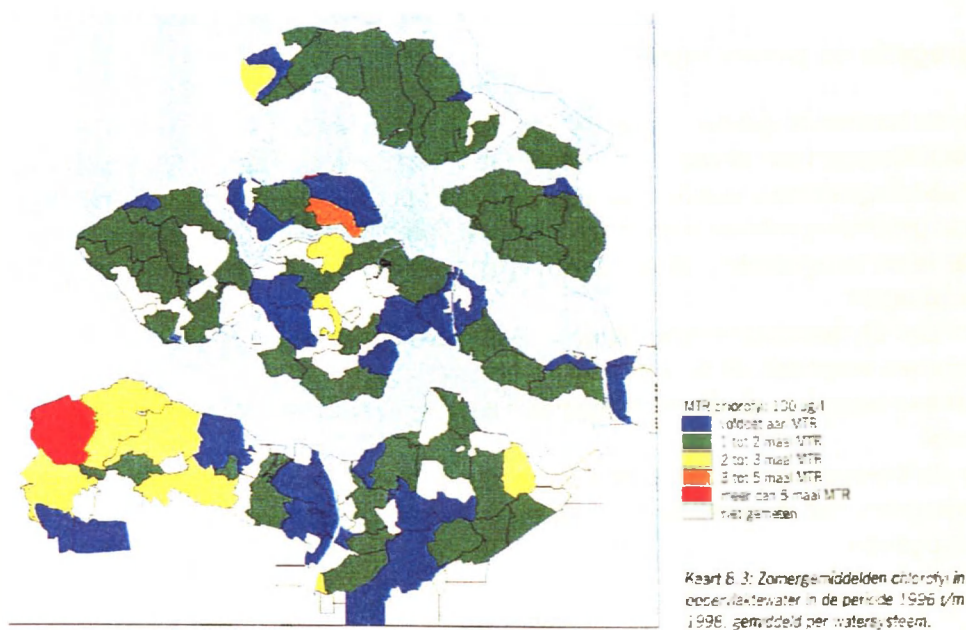 MTR chlorofyl 100 µg/l
voldoet aan MTR
1 tot 2 maal MTR
2 tot 3 maal MTR
3 tot 5 maal MTR
meer dan 5 maal MTR
niet gemeten
Kaart 8.3: Zomergemiddelden chlorofyl in
oppervlaktewater in de periode 1996 t/m
1998, gemiddeld per watersysteem.